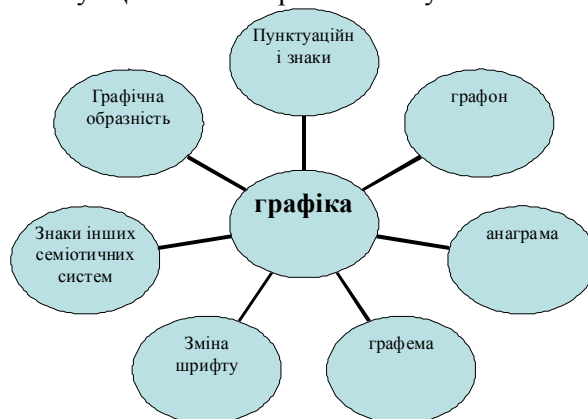 Пунктуаційн
і знаки
Графічна
образність
графон
графіка
Знаки інших
семіотичних
систем
анаграма
Зміна
шрифту
графема